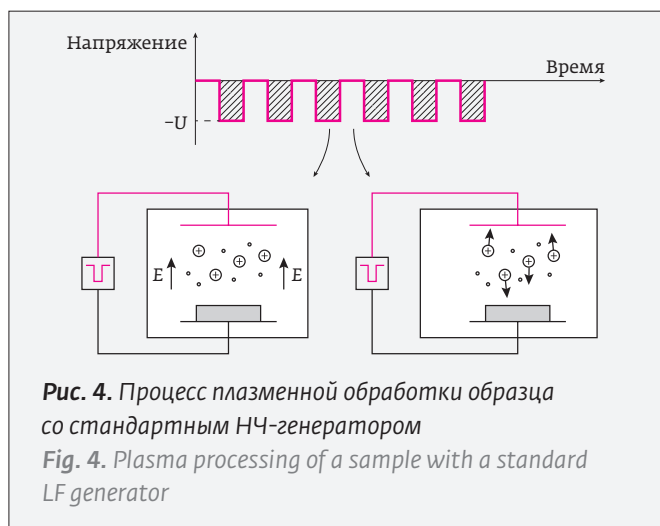 Напряжение
Время
−U
E
E
Рис. 4. Процесс плазменной обработки образца
со стандартным НЧ-генератором
Fig. 4. Plasma processing of a sample with a standard
LF generator